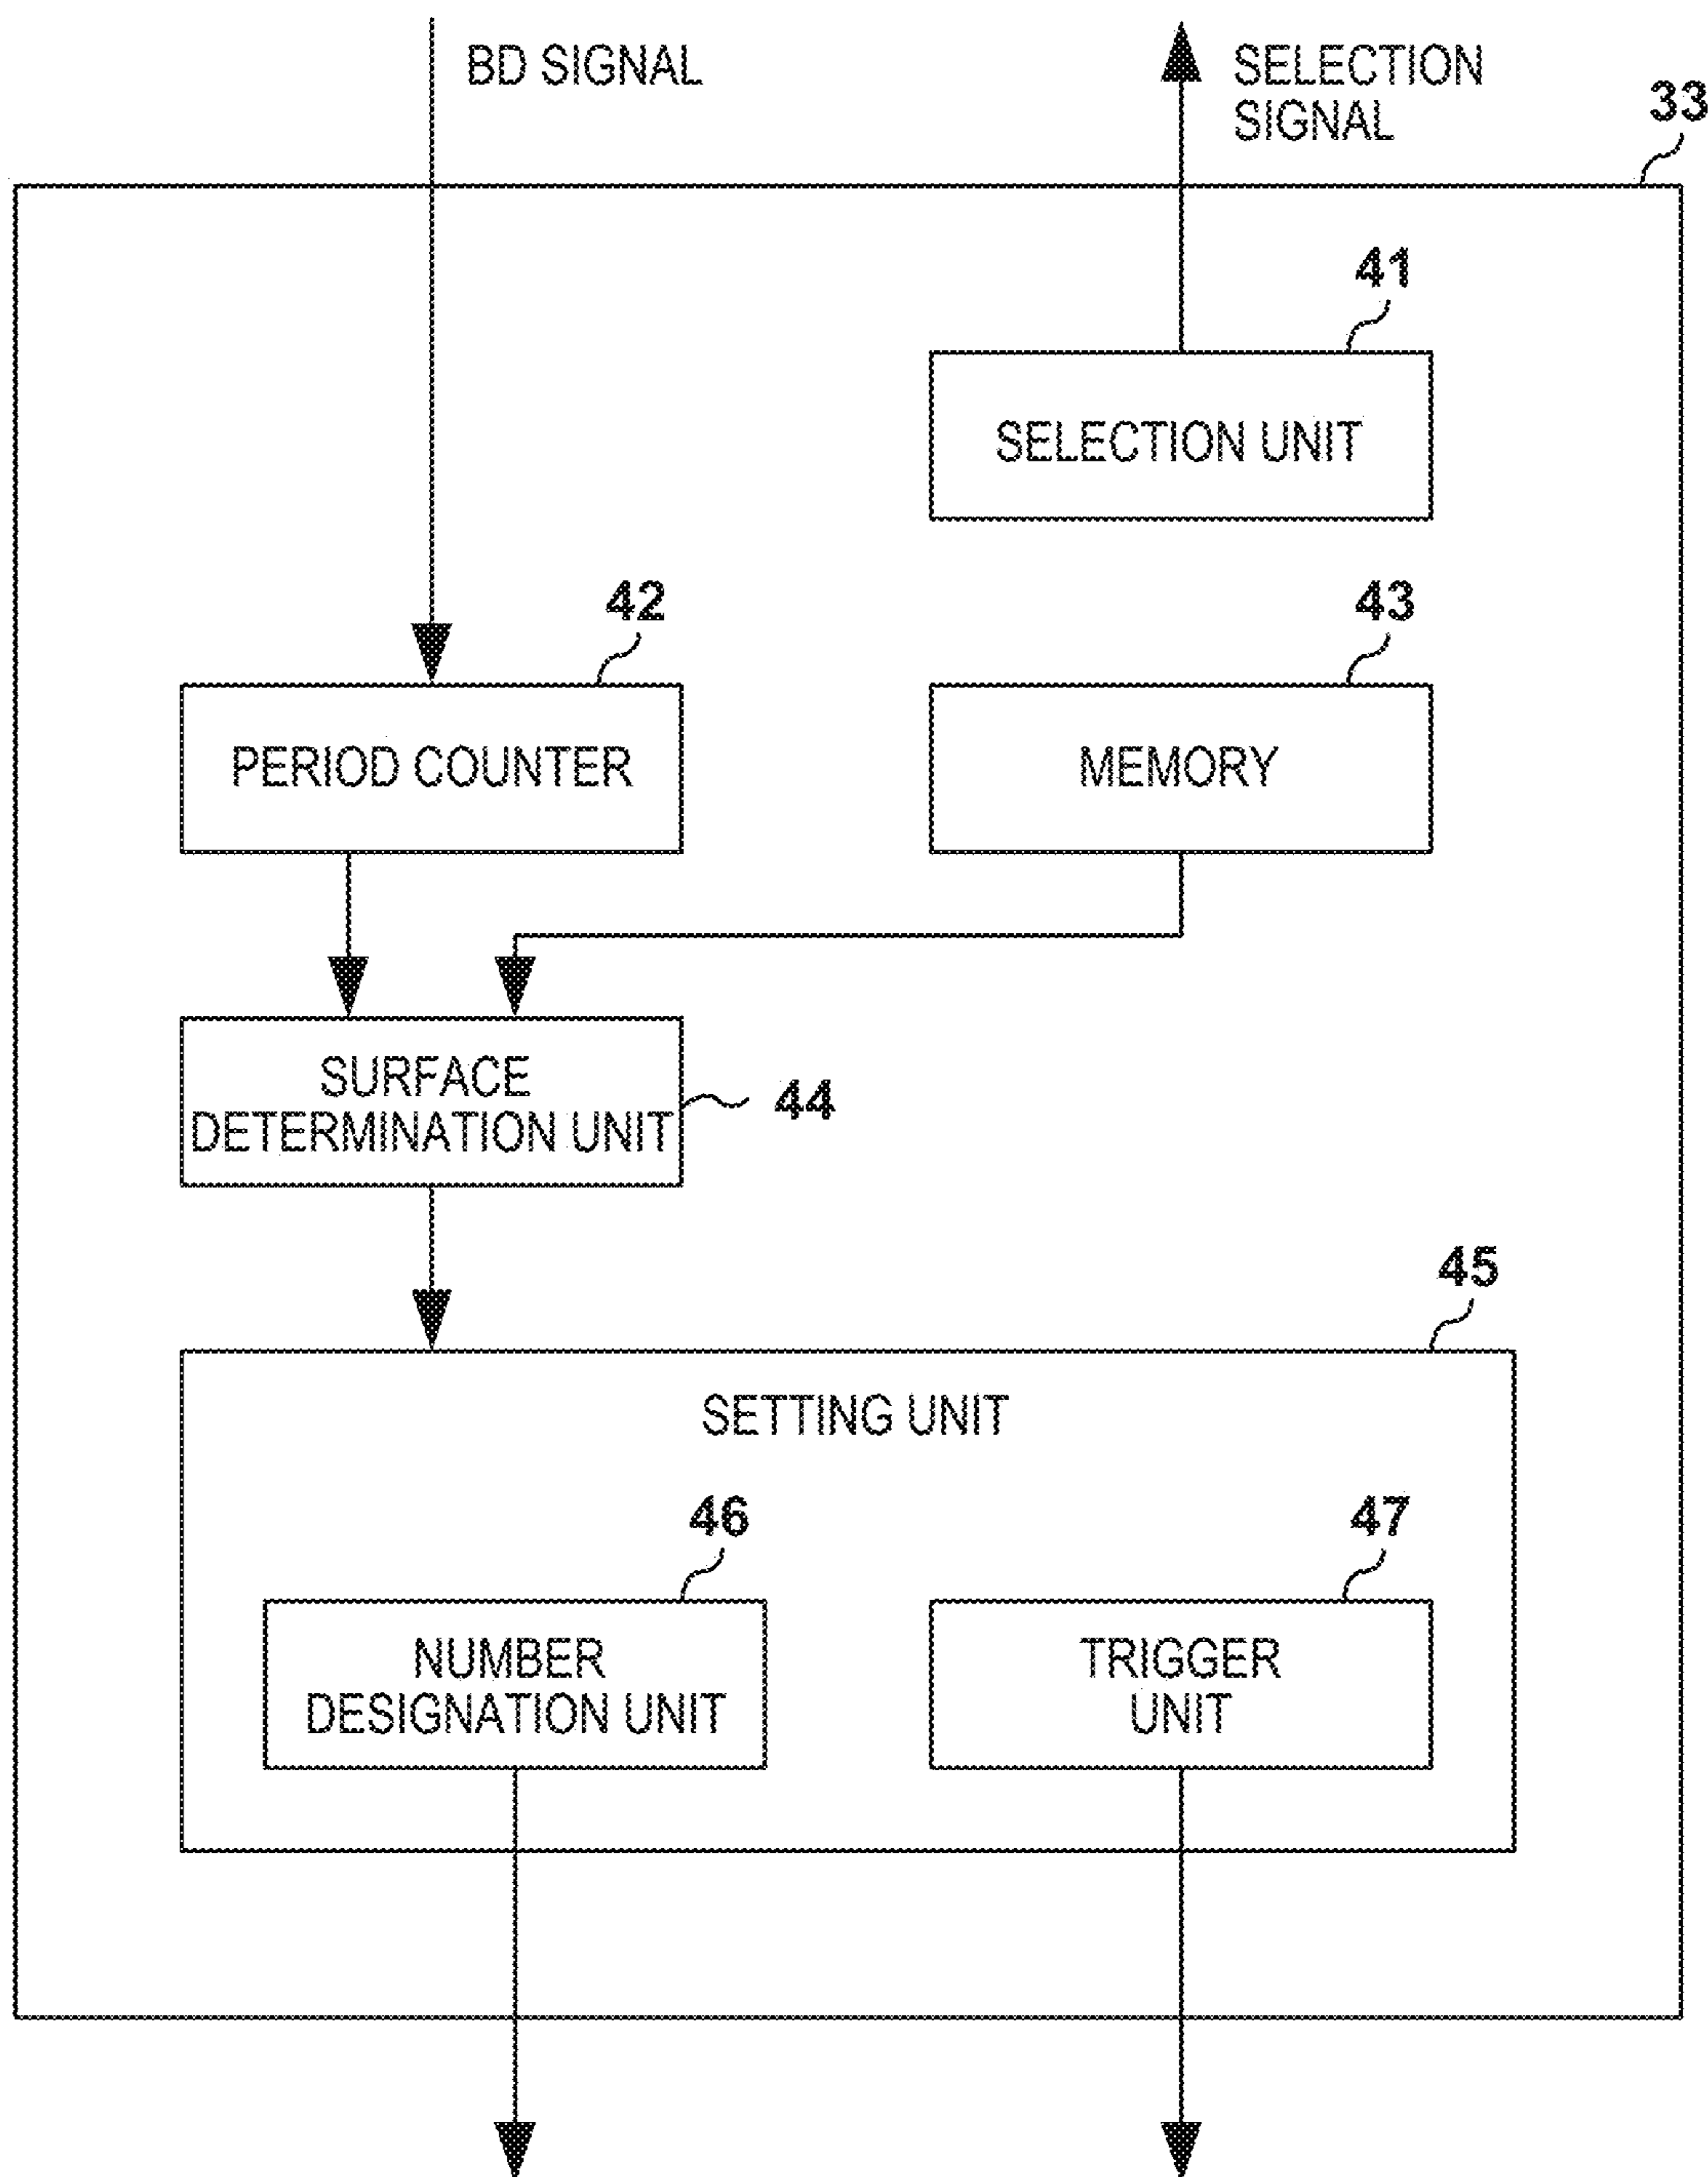 BD SIGNAL
SELECTION
SIGNAL
33
41
SELECTION UNIT
42
43
PERIOD COUNTER
MEMORY
SURFACE
DETERMINATION UNIT
44
45
SETTING UNIT
46
47
NUMBER
DESIGNATION UNIT
TRIGGER
UNIT